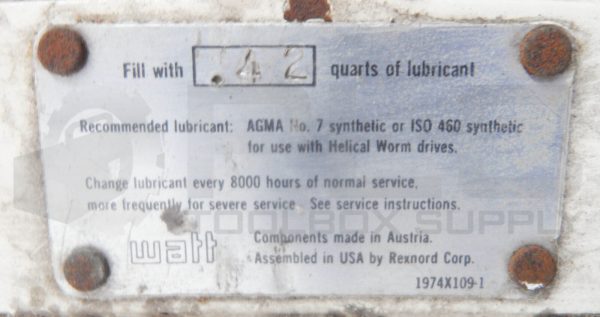 Fill with .42 quarts of lubricant
Recommended lubricant: AGMA No. 7 synthetic or ISO 460 synthetic
for use with Helical Worm drives.
Change lubricant every 8000 hours of normal service,
more frequently for severe service. See service instructions.
TOOLBOX SUPPLY
watt
Components made in Austria.
Assembled in USA by Rexnord Corp.
1974X109-1